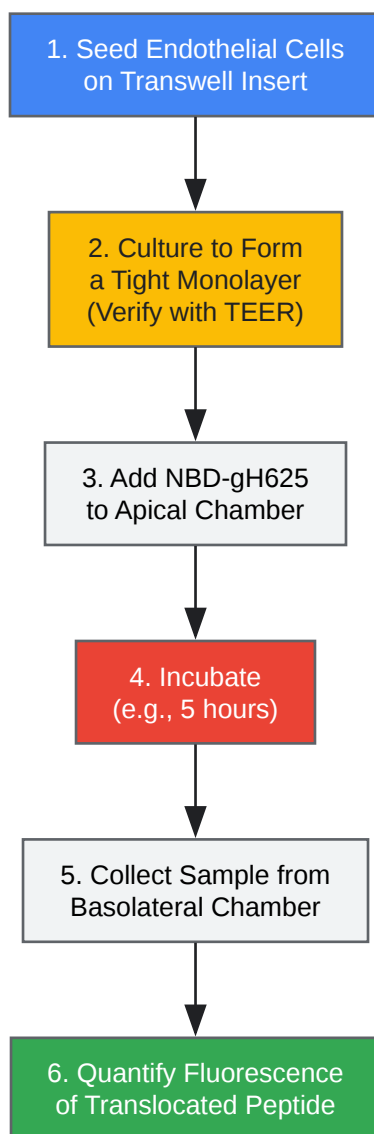 1. Seed Endothelial Cells
on Transwell Insert
2. Culture to Form
a Tight Monolayer
(Verify with TEER)
3. Add NBD-gH625
to Apical Chamber
4. Incubate
(e.g., 5 hours)
5. Collect Sample from
Basolateral Chamber
6. Quantify Fluorescence
of Translocated Peptide